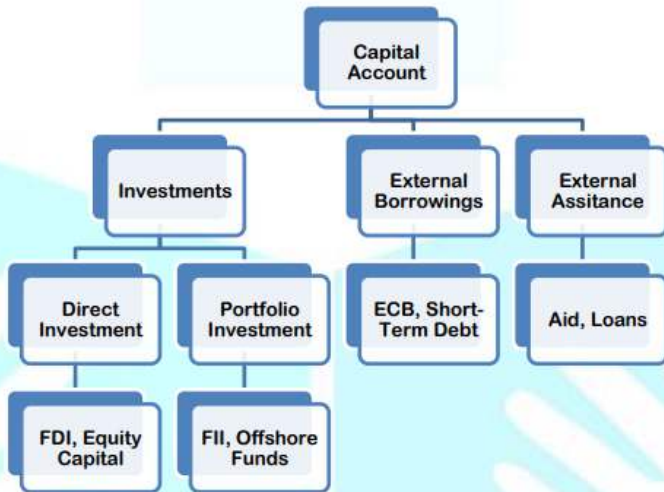 Capital
Account
Investments
External
Borrowings
External
Assitance
Direct
Investment
Portfolio
Investment
ECB, Short-
Term Debt
Aid, Loans
FDI, Equity
Capital
FII, Offshore
Funds